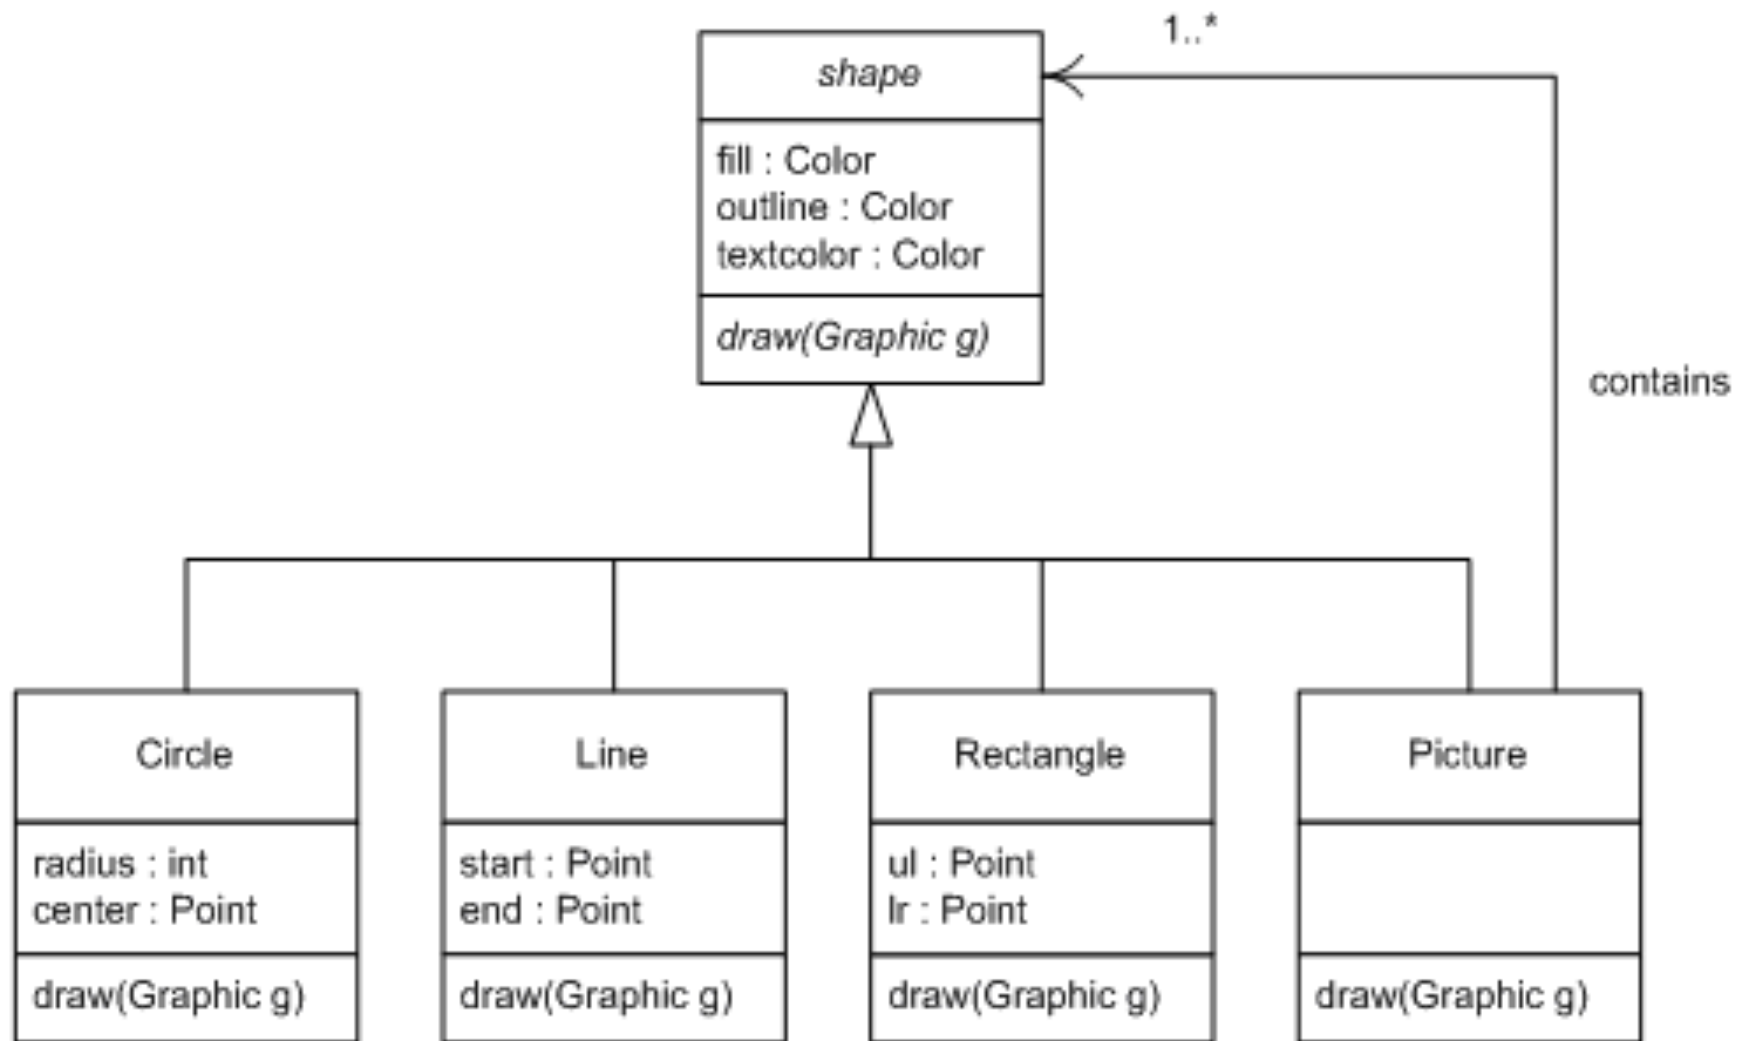 1..*
shape
fill : Color
outline : Color
textcolor : Color
draw(Graphic g)
contains
Circle
radius : int
center : Point
draw(Graphic g)
Line
start : Point
end : Point
draw(Graphic g)
Rectangle
ul : Point
lr : Point
draw(Graphic g)
Picture
draw(Graphic g)